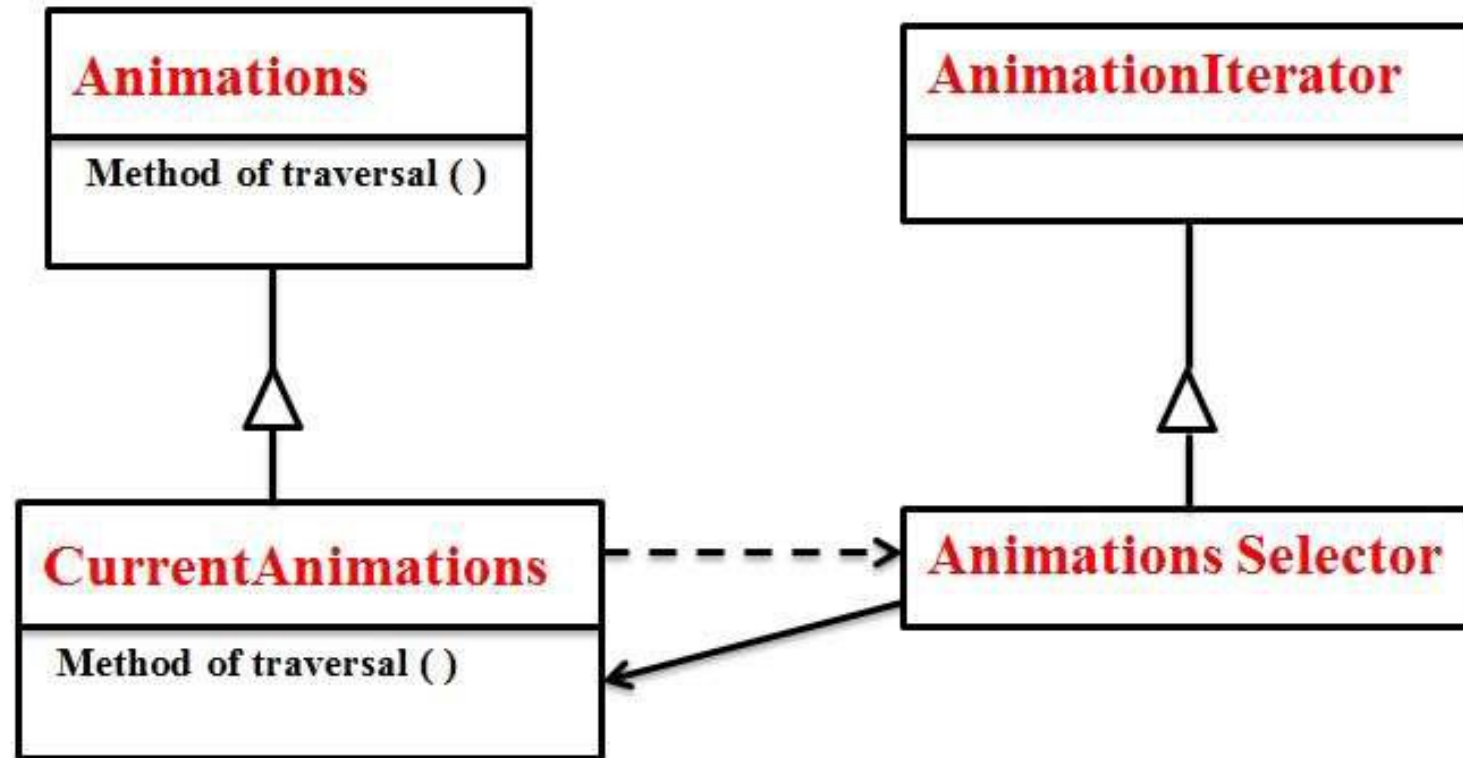 Animations
Method of traversal ( )
AnimationIterator
CurrentAnimations
Method of traversal ( )
Animations Selector